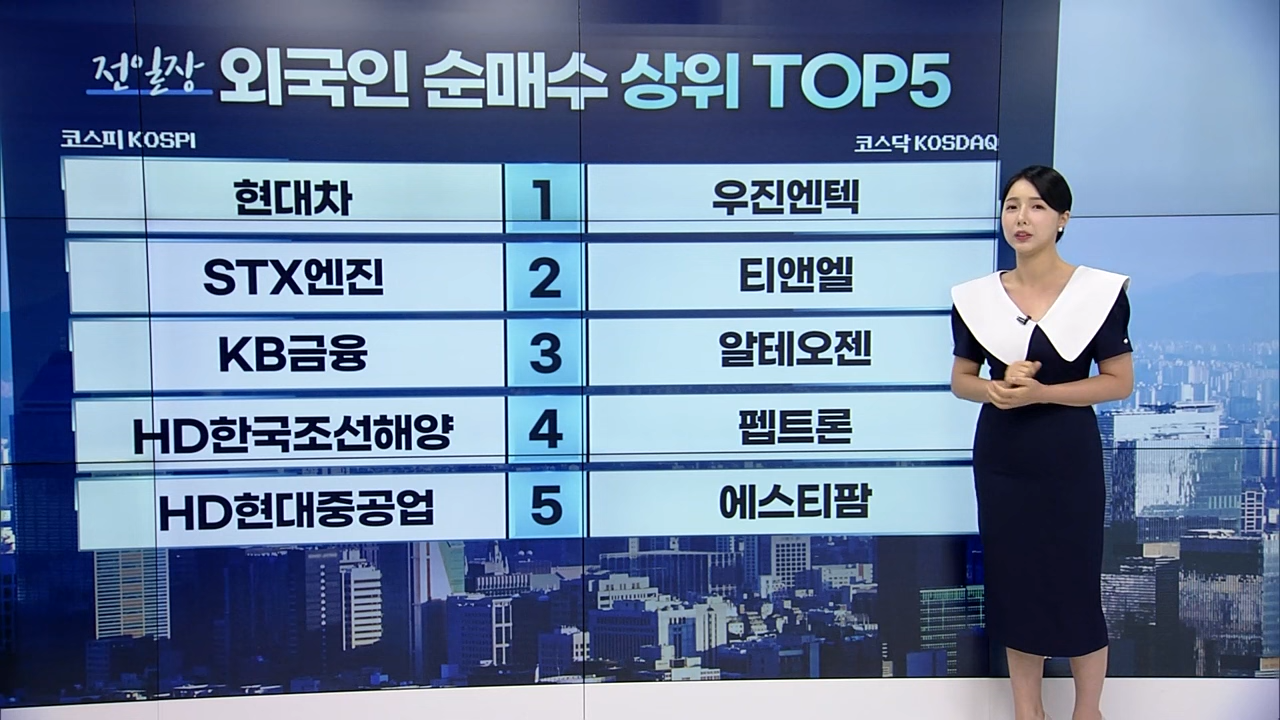 전일장 외국인 순매수 상위 TOP5
코스피 KOSPI 코스닥 KOSDAQ
현대차 1 우진엔텍
STX엔진 2 티앤엘
KB금융 3 알테오젠
HD한국조선해양 4 펩트론
HD현대중공업 5 에스티팜